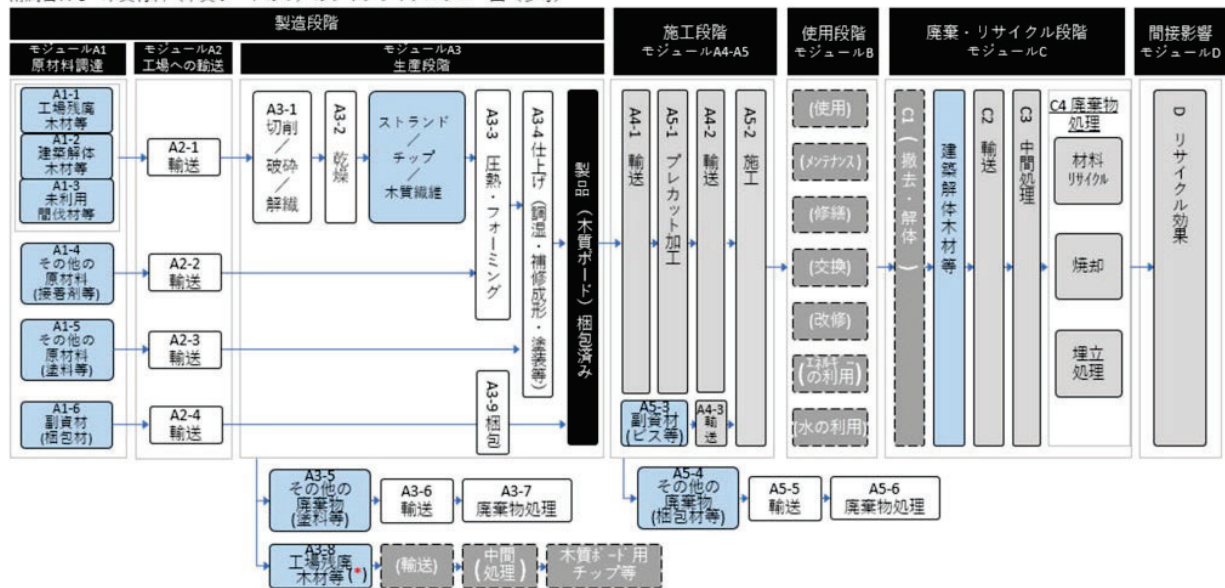 製造段階
施工段階
モジュールA4-A5
使用段階
モジュールB
廃棄・リサイクル段階
モジュールC
間接影響
モジュールD
モジュールA1
原材料調達
モジュールA2
工場への輸送
モジュールA3
生産段階
A1-1
工場残廃
木材等
A1-2
建築解体
木材等
A1-3
未利用
間伐材等
A2-1
輸送
A3-1
切削
／
破砕
／
解繊
A3-2
乾燥
ストランド
／
チップ
／
木質繊維
A3-3 圧熱・フォーミング
A3-4 仕上げ(調湿・補修成形・塗装等)
製品 (木質ボード) 梱包済み
A4-1 輸送
A5-1 プレカット加工
A4-2 輸送
A5-2 施工
(使用)
(メンテナンス)
(修繕)
(交換)
(改修)
の利用)
(水の利用)
C1 (撤去・解体)
建築解体木材等
C2 輸送
C3 中間処理
C4 廃棄物
処理
材料
リサイクル
焼却
埋立
処理
D リサイクル効果
A1-4
その他の
原材料
(接着剤等)
A2-2
輸送
A1-5
その他の
原材料
(塗料等)
A2-3
輸送
A1-6
副資材
(梱包材)
A2-4
輸送
A3-9
梱包
A5-3
副資材
(ビス等)
A4-3
輸送
A3-5
その他の
廃棄物
(塗料等)
A3-6
輸送
A3-7
廃棄物処理
A5-4
その他の
廃棄物
(梱包材等)
A5-5
輸送
A5-6
廃棄物処理
A3-8
工場残廃
木材等(*)
(輸送)
中間
(処理)
木質ボード用
チップ等